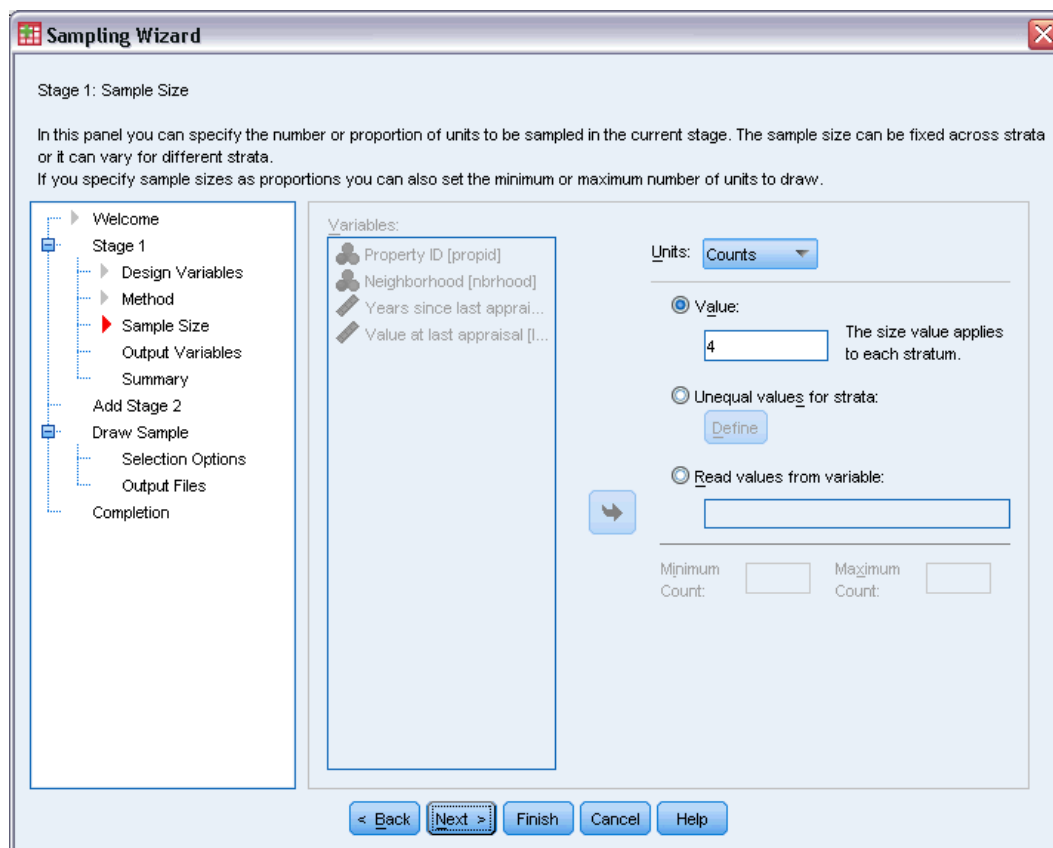 Sampling Wizard
Stage 1: Sample Size
In this panel you can specify the number or proportion of units to be sampled in the current stage. The sample size can be fixed across strata
or it can vary for different strata.
If you specify sample sizes as proportions you can also set the minimum or maximum number of units to draw.
Welcome
Stage 1
Design Variables
Method
Sample Size
Output Variables
Summary
Add Stage 2
Draw Sample
Selection Options
Output Files
Completion
Variables:
Property ID [propid]
Neighborhood [nbrhood]
Years since last apprai...
Value at last appraisal [l...
Units: Counts
Value:
4
The size value applies
to each stratum.
Unequal values for strata:
Define
Read values from variable:
Minimum
Count:
Maximum
Count:
< Back Next > Finish Cancel Help